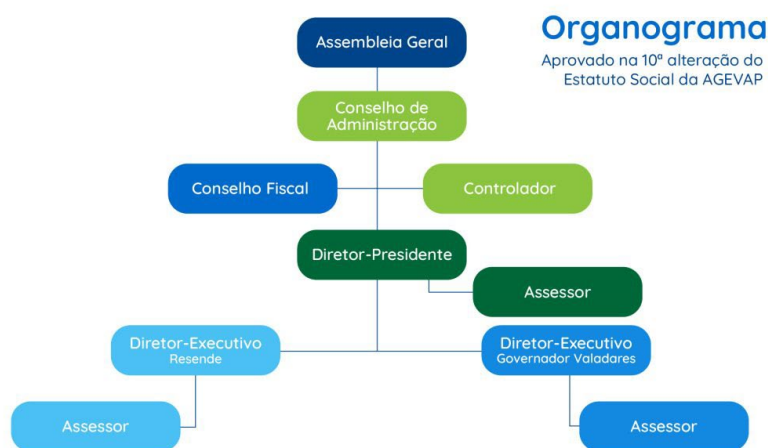 Organograma
Aprovado na 10ª alteração do
Estatuto Social da AGEVAP
Assembleia Geral
Conselho de
Administração
Conselho Fiscal
Controlador
Diretor-Presidente
Assessor
Diretor-Executivo
Resende
Diretor-Executivo
Governador Valadares
Assessor
Assessor